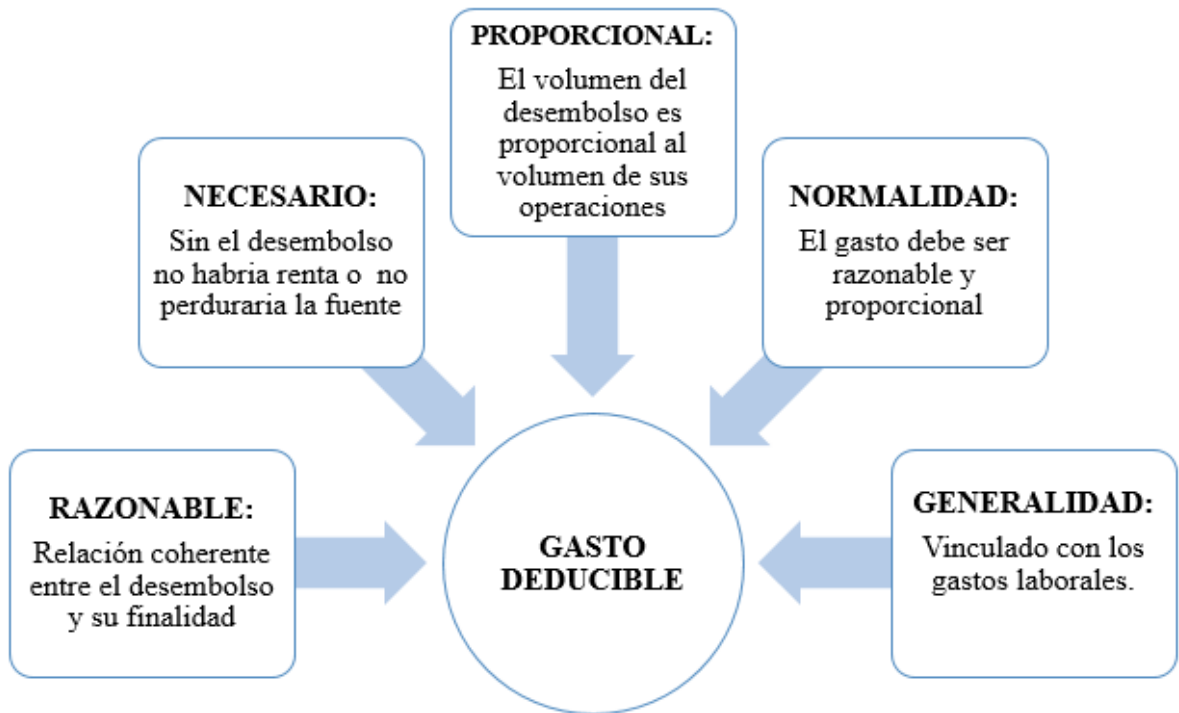 PROPORCIONAL:
El volumen del
desembolso es
proporcional al
volumen de sus
operaciones
NECESARIO:
Sin el desembolso
no habria renta o no
perduraria la fuente
NORMALIDAD:
El gasto debe ser
razonable y
proporcional
RAZONABLE:
Relación coherente
entre el desembolso
y su finalidad
GASTO
DEDUCIBLE
GENERALIDAD:
Vinculado con los
gastos laborales.